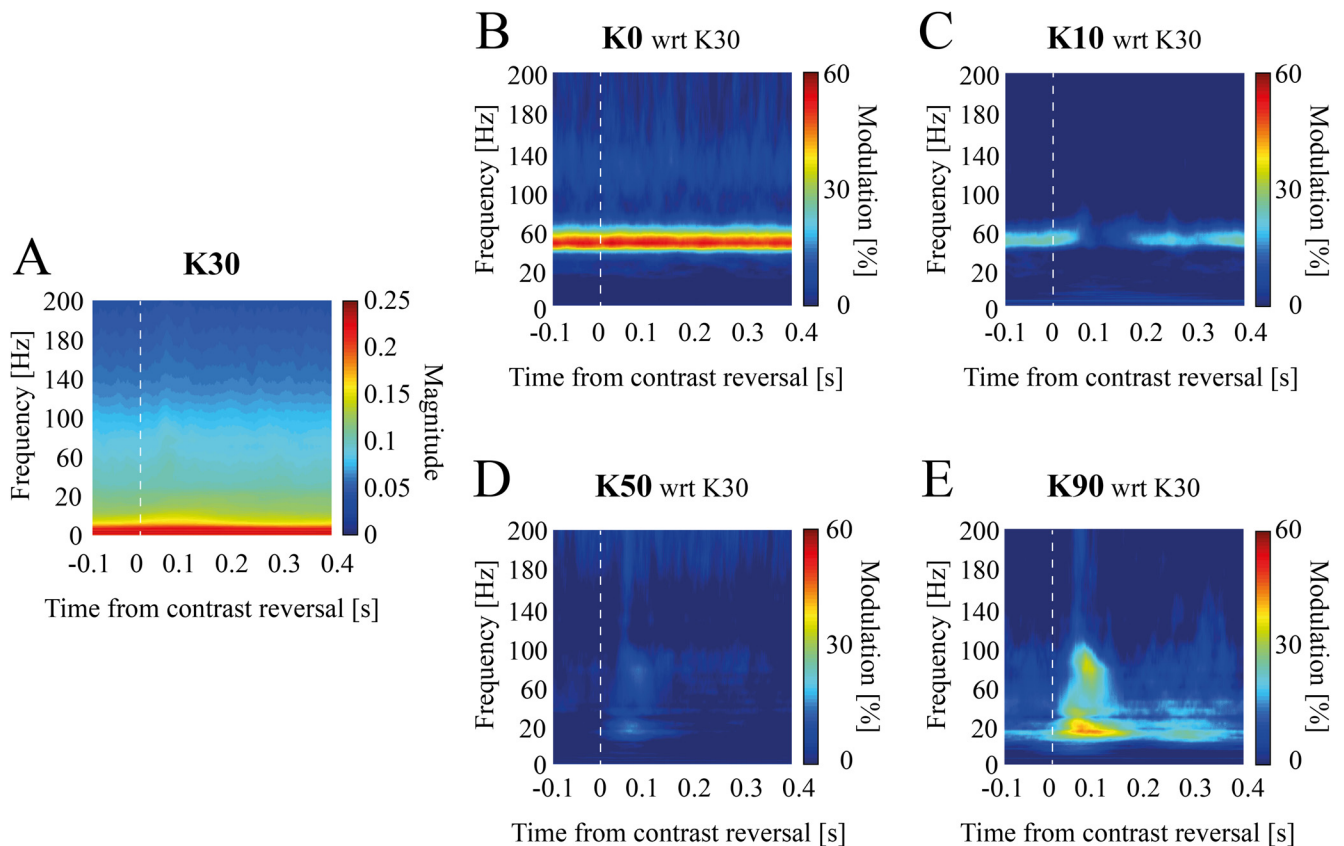 A
K30
Frequency [Hz]
200
180
140
100
60
20
0
-0.1 0 0.1 0.2 0.3 0.4
Time from contrast reversal [s]
0.25
0.2
0.15
0.1
0.05
0
Magnitude
B
K0 wrt K30
Frequency [Hz]
200
180
140
100
60
20
0
-0.1 0 0.1 0.2 0.3 0.4
Time from contrast reversal [s]
60
30
0
Modulation [%]
C
K10 wrt K30
Frequency [Hz]
200
180
140
100
60
20
0
-0.1 0 0.1 0.2 0.3 0.4
Time from contrast reversal [s]
60
30
0
Modulation [%]
D
K50 wrt K30
Frequency [Hz]
200
180
140
100
60
20
0
-0.1 0 0.1 0.2 0.3 0.4
Time from contrast reversal [s]
60
30
0
Modulation [%]
E
K90 wrt K30
Frequency [Hz]
200
180
140
100
60
20
0
-0.1 0 0.1 0.2 0.3 0.4
Time from contrast reversal [s]
60
30
0
Modulation [%]